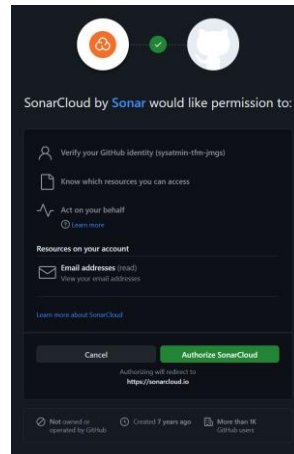 SonarCloud by Sonar would like permission to:
Verify your GitHub identity (sysatmin-tfm-jmgs)
Know which resources you can access
Act on your behalf
Learn more
Resources on your account
Email addresses (read)
View your email addresses
Learn more about SonarCloud
Cancel
Authorize SonarCloud
Authorizing will redirect to
https://sonarcloud.io
Not owned or
operated by GitHub
Created 7 years ago
More than 1K
GitHub users